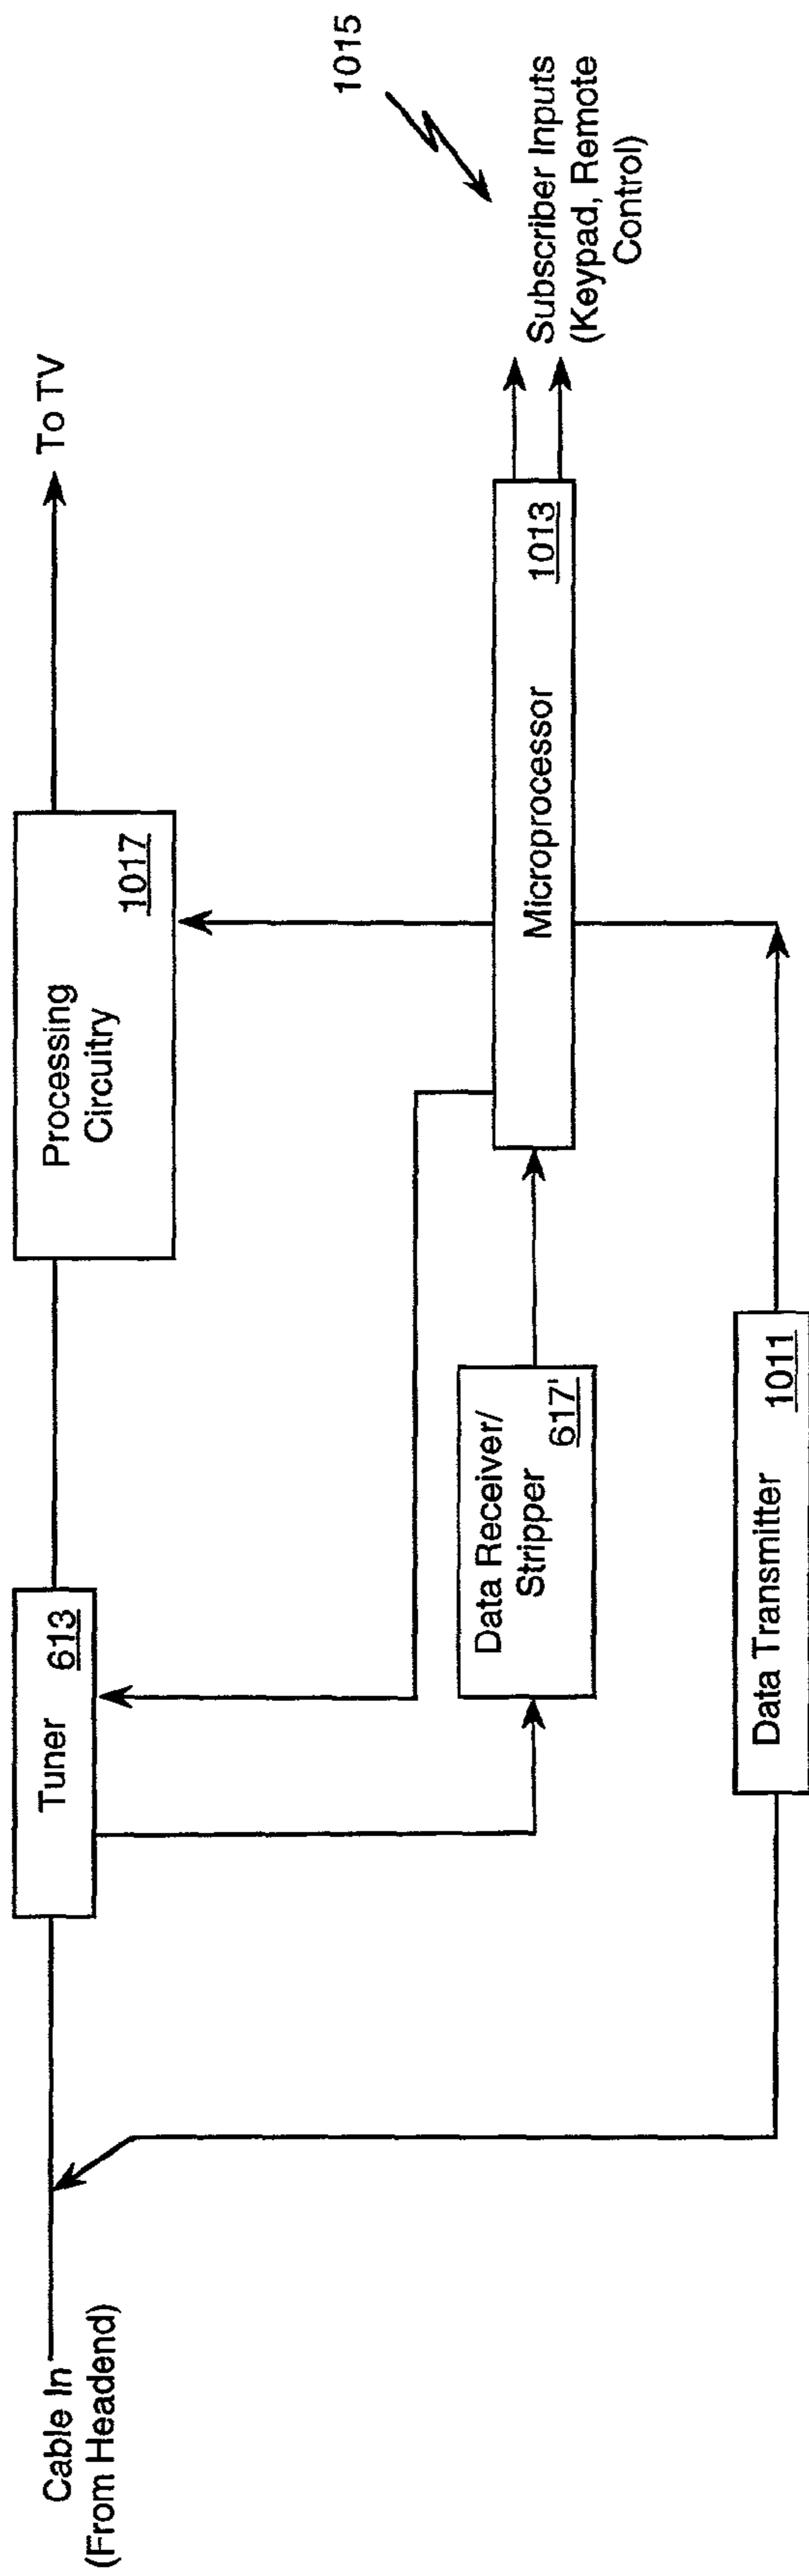 Cable In
(From Headend)
Tuner
613
Processing
Circuitry
1017
To TV
1015
Data Receiver/
Stripper
617'
Microprocessor
1013
Subscriber Inputs
(Keypad, Remote
Control)
Data Transmitter
1011